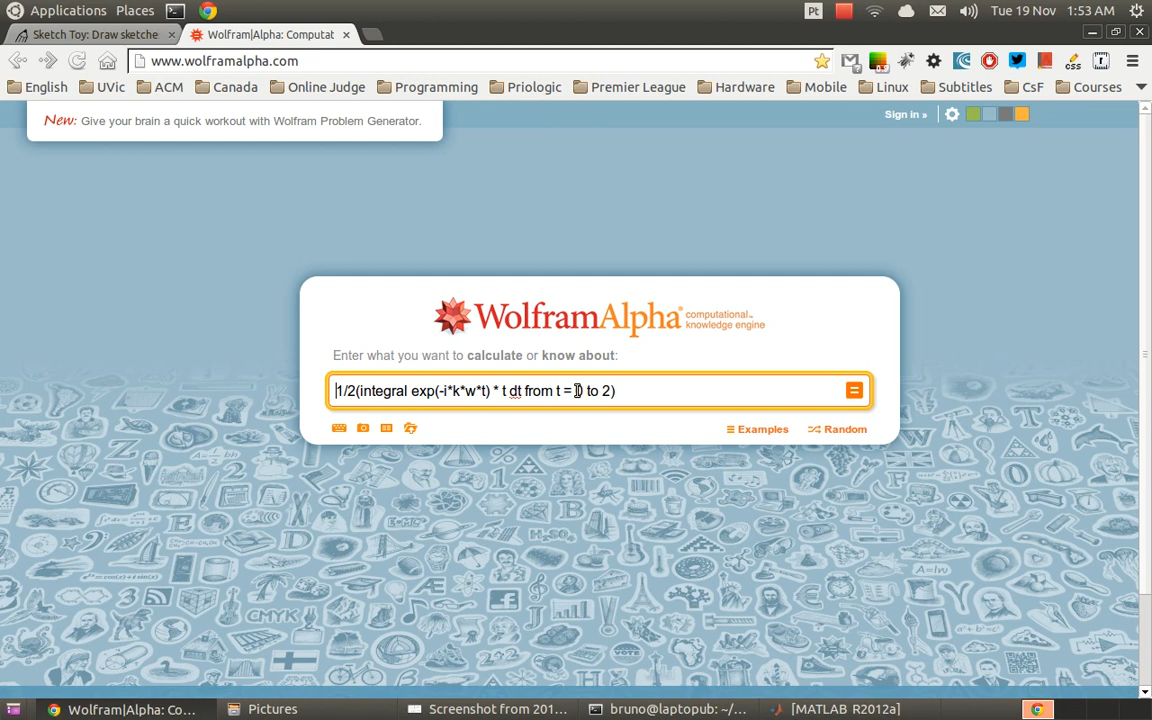 Applications Places Pt Tue 19 Nov 1:53 AM
Sketch Toy: Draw sketche Wolfram|Alpha: Computat
www.wolframalpha.com
English UVic ACM Canada Online Judge Programming Priologic Premier League Hardware Mobile Linux Subtitles CsF Courses
New: Give your brain a quick workout with Wolfram Problem Generator.
Sign in »
WolframAlpha computational knowledge engine
Enter what you want to calculate or know about:
1/2(integral exp(-i*k*w*t) * t dt from t = 0 to 2)
Examples Random
Wolfram|Alpha: Co... Pictures Screenshot from 201... bruno@laptopub: ~/... [MATLAB R2012a]